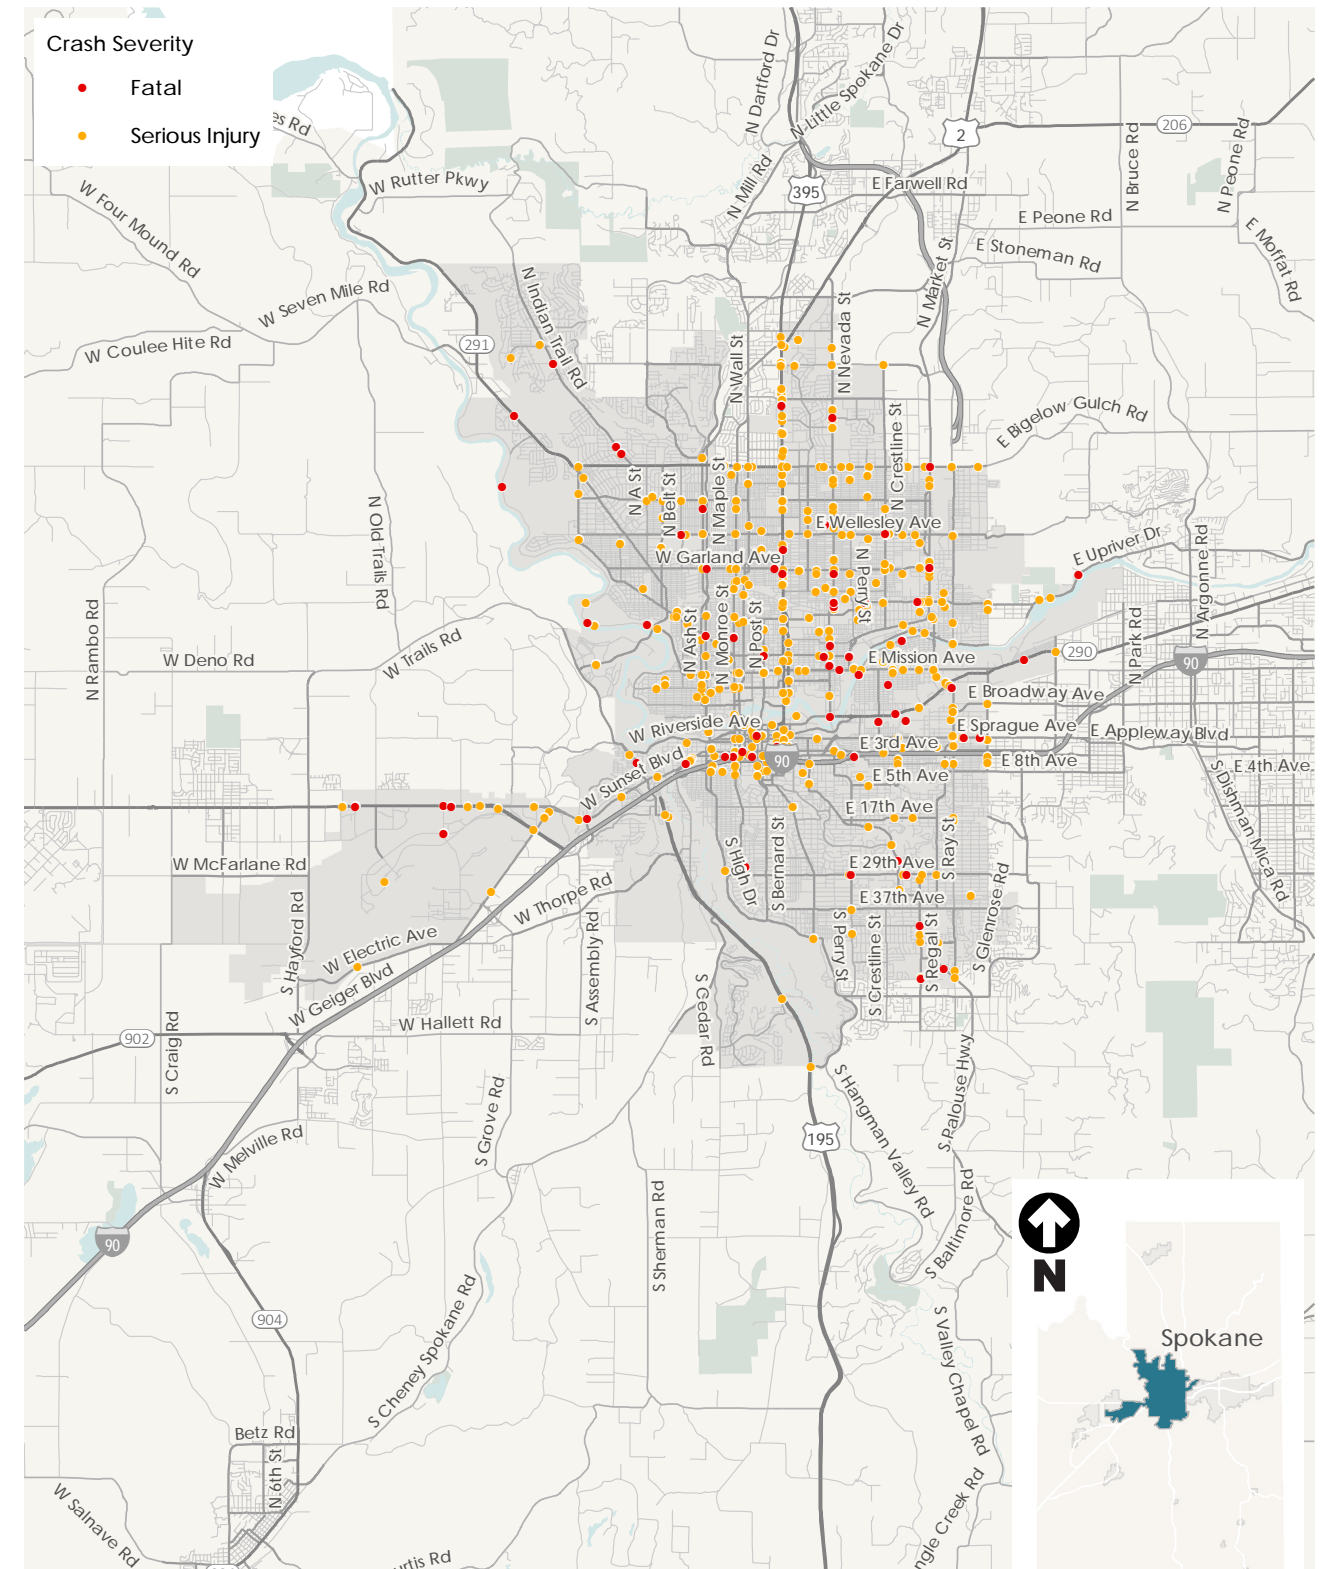 Crash Severity
Fatal
Serious Injury
es Rd
N Dartford Dr
N Little Spokane Dr
2
206
N Bruce Rd
N Peone Rd
W Rutter Pkwy
N Mill Rd
395
E Farwell Rd
W Four Mound Rd
E Peone Rd
E Moffat Rd
E Stoneman Rd
N Market St
W Seven Mile Rd
N Indian Trail Rd
N Nevada St
291
W Coulee Hite Rd
N Wall St
E Bigelow Gulch Rd
N Crestline St
N A St
N Belt St
N Maple St
N Old Trails Rd
E Wellesley Ave
W Garland Ave
E Upriver Dr
N Argonne Rd
N Perry St
N Rambo Rd
N Ash St
N Monroe St
N Post St
N Park Rd
W Deno Rd
W Trails Rd
E Mission Ave
290
90
E Broadway Ave
W Riverside Ave
E Sprague Ave
E Appleway Blvd
E 3rd Ave
90
E 8th Ave
E 4th Ave
W Sunset Blvd
E 5th Ave
S Dishman Mica Rd
E 17th Ave
S Bernard St
S Ray St
W McFarlane Rd
S High Dr
E 29th Ave
W Thorpe Rd
E 37th Ave
S Hayford Rd
W Electric Ave
S Assembly Rd
S Perry St
S Crestline St
S Regal St
S Glenrose Rd
W Geiger Blvd
S Cedar Rd
902
S Craig Rd
W Hallett Rd
S Grove Rd
S Hangman Valley Rd
S Palouse Hwy
195
W Melville Rd
90
S Sherman Rd
S Baltimore Rd
N
904
S Cheney Spokane Rd
S Valley Chapel Rd
Spokane
Betz Rd
N 6th St
W Salnave Rd
urtis Rd
ngle Creek Rd